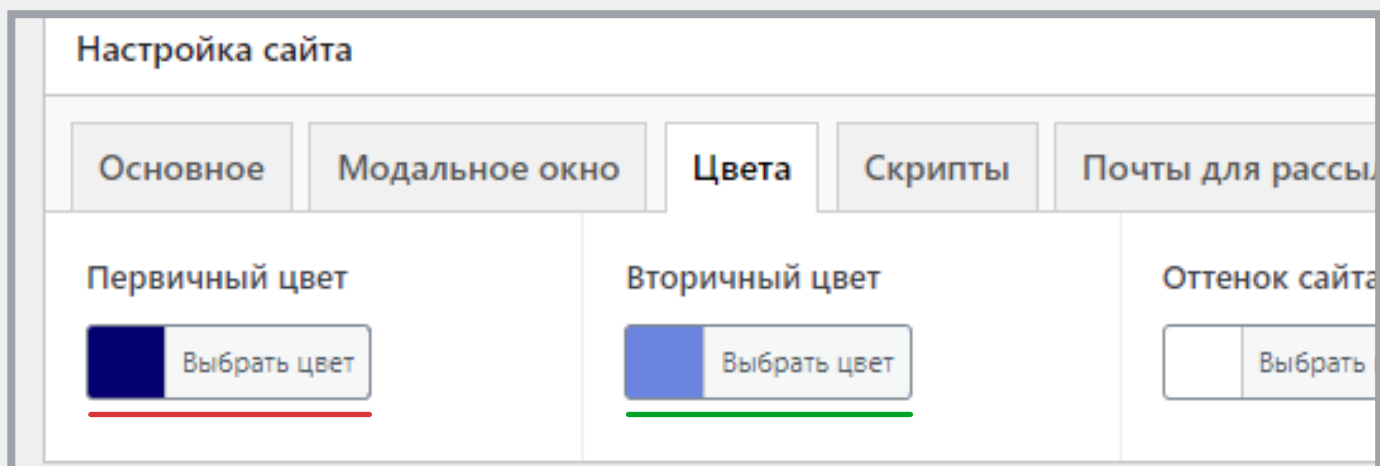 Настройка сайта
Основное Модальное окно Цвета Скрипты Почты для
Первичный цвет Вторичный цвет Оттенок сайта
Выбрать цвет Выбрать цвет Выбрать